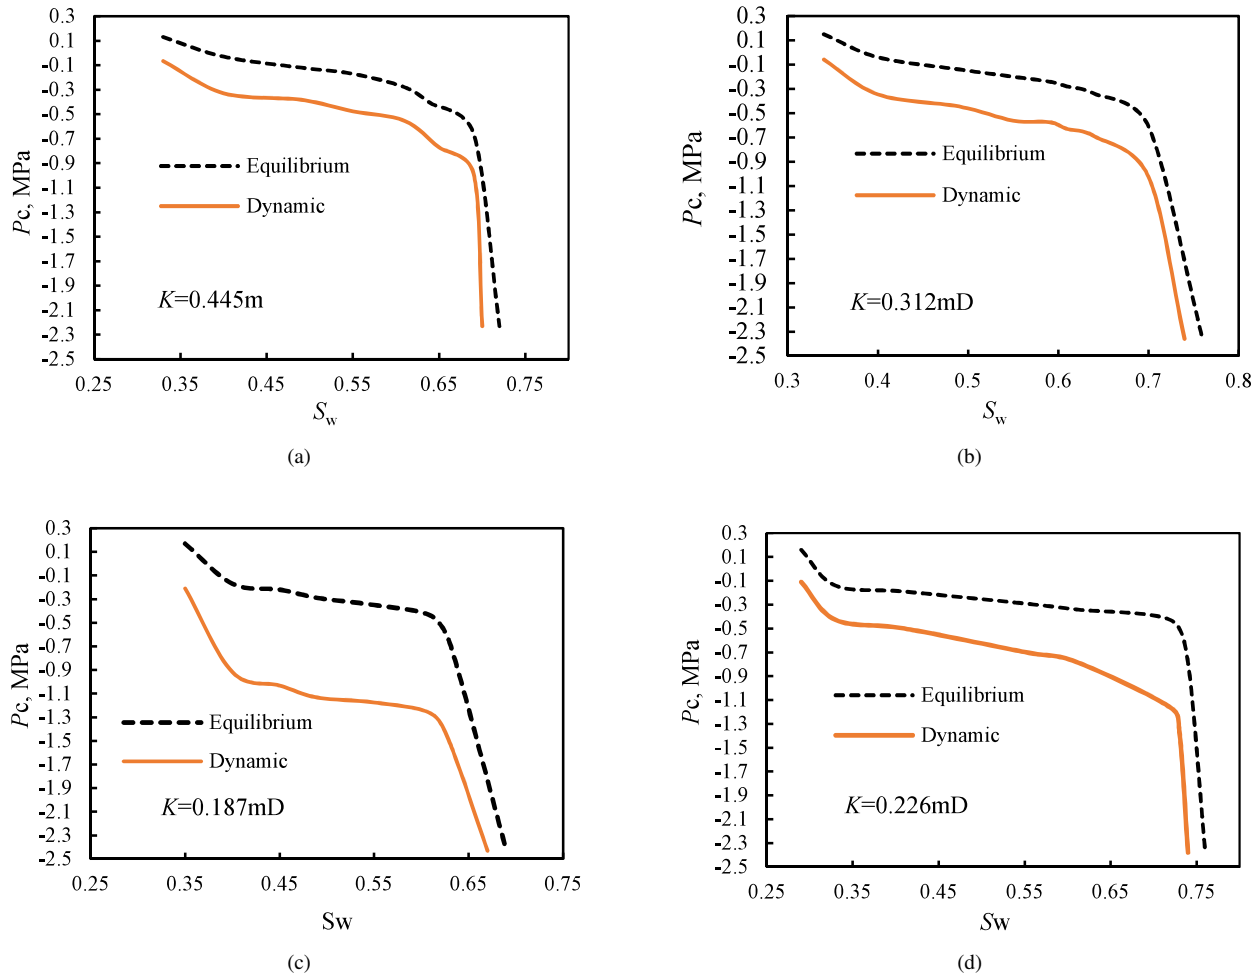 0.3
0.1
-0.1
-0.3
-0.5
-0.7
-0.9
-1.1
-1.3
-1.5
-1.7
-1.9
-2.1
-2.3
-2.5
Pc, MPa
Equilibrium
Dynamic
K=0.445m
0.25 0.35 0.45 0.55 0.65 0.75
Sw
(a)
0.3
0.1
-0.1
-0.3
-0.5
-0.7
-0.9
-1.1
-1.3
-1.5
-1.7
-1.9
-2.1
-2.3
-2.5
Pc, MPa
Equilibrium
Dynamic
K=0.312mD
0.3 0.4 0.5 0.6 0.7 0.8
Sw
(b)
0.3
0.1
-0.1
-0.3
-0.5
-0.7
-0.9
-1.1
-1.3
-1.5
-1.7
-1.9
-2.1
-2.3
-2.5
Pc, MPa
Equilibrium
Dynamic
K=0.187mD
0.25 0.35 0.45 0.55 0.65 0.75
Sw
(c)
0.3
0.1
-0.1
-0.3
-0.5
-0.7
-0.9
-1.1
-1.3
-1.5
-1.7
-1.9
-2.1
-2.3
-2.5
Pc, MPa
Equilibrium
Dynamic
K=0.226mD
0.25 0.35 0.45 0.55 0.65 0.75
Sw
(d)